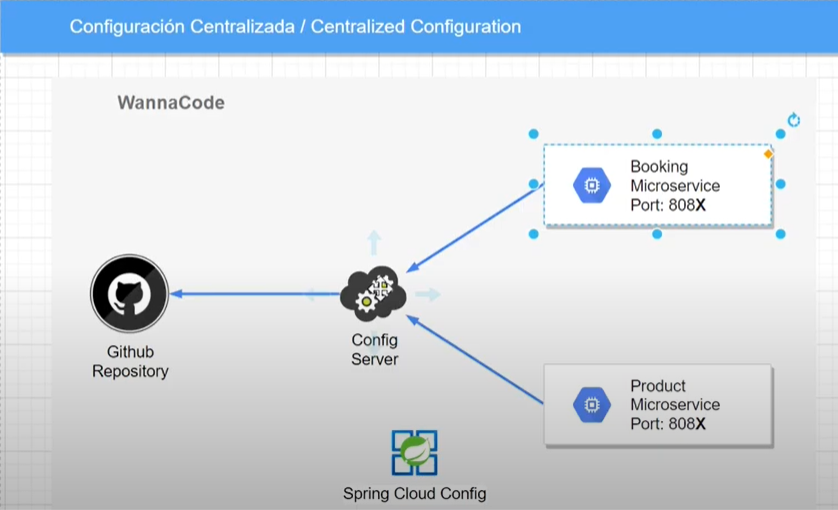 Configuración Centralizada / Centralized Configuration
WannaCode
Booking
Microservice
Port: 808X
Github
Repository
Config
Server
Product
Microservice
Port: 808X
Spring Cloud Config